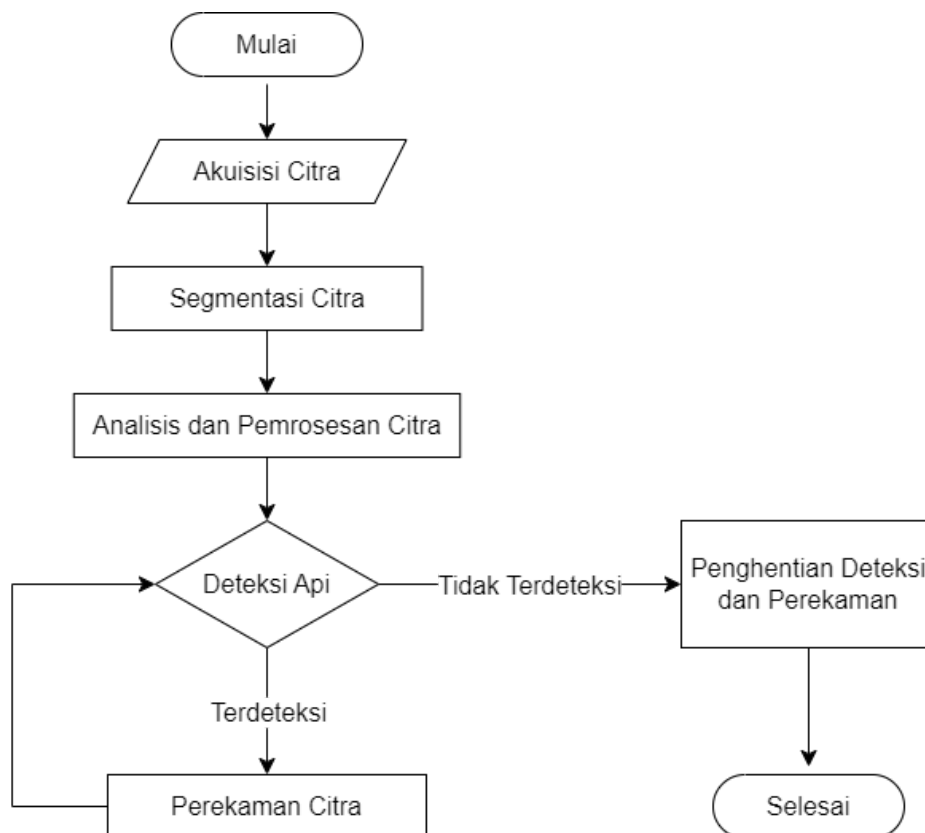 Mulai
Akuisisi Citra
Segmentasi Citra
Analisis dan Pemrosesan Citra
Deteksi Api
Tidak Terdeteksi
Penghentian Deteksi
dan Perekaman
Terdeteksi
Perekaman Citra
Selesai